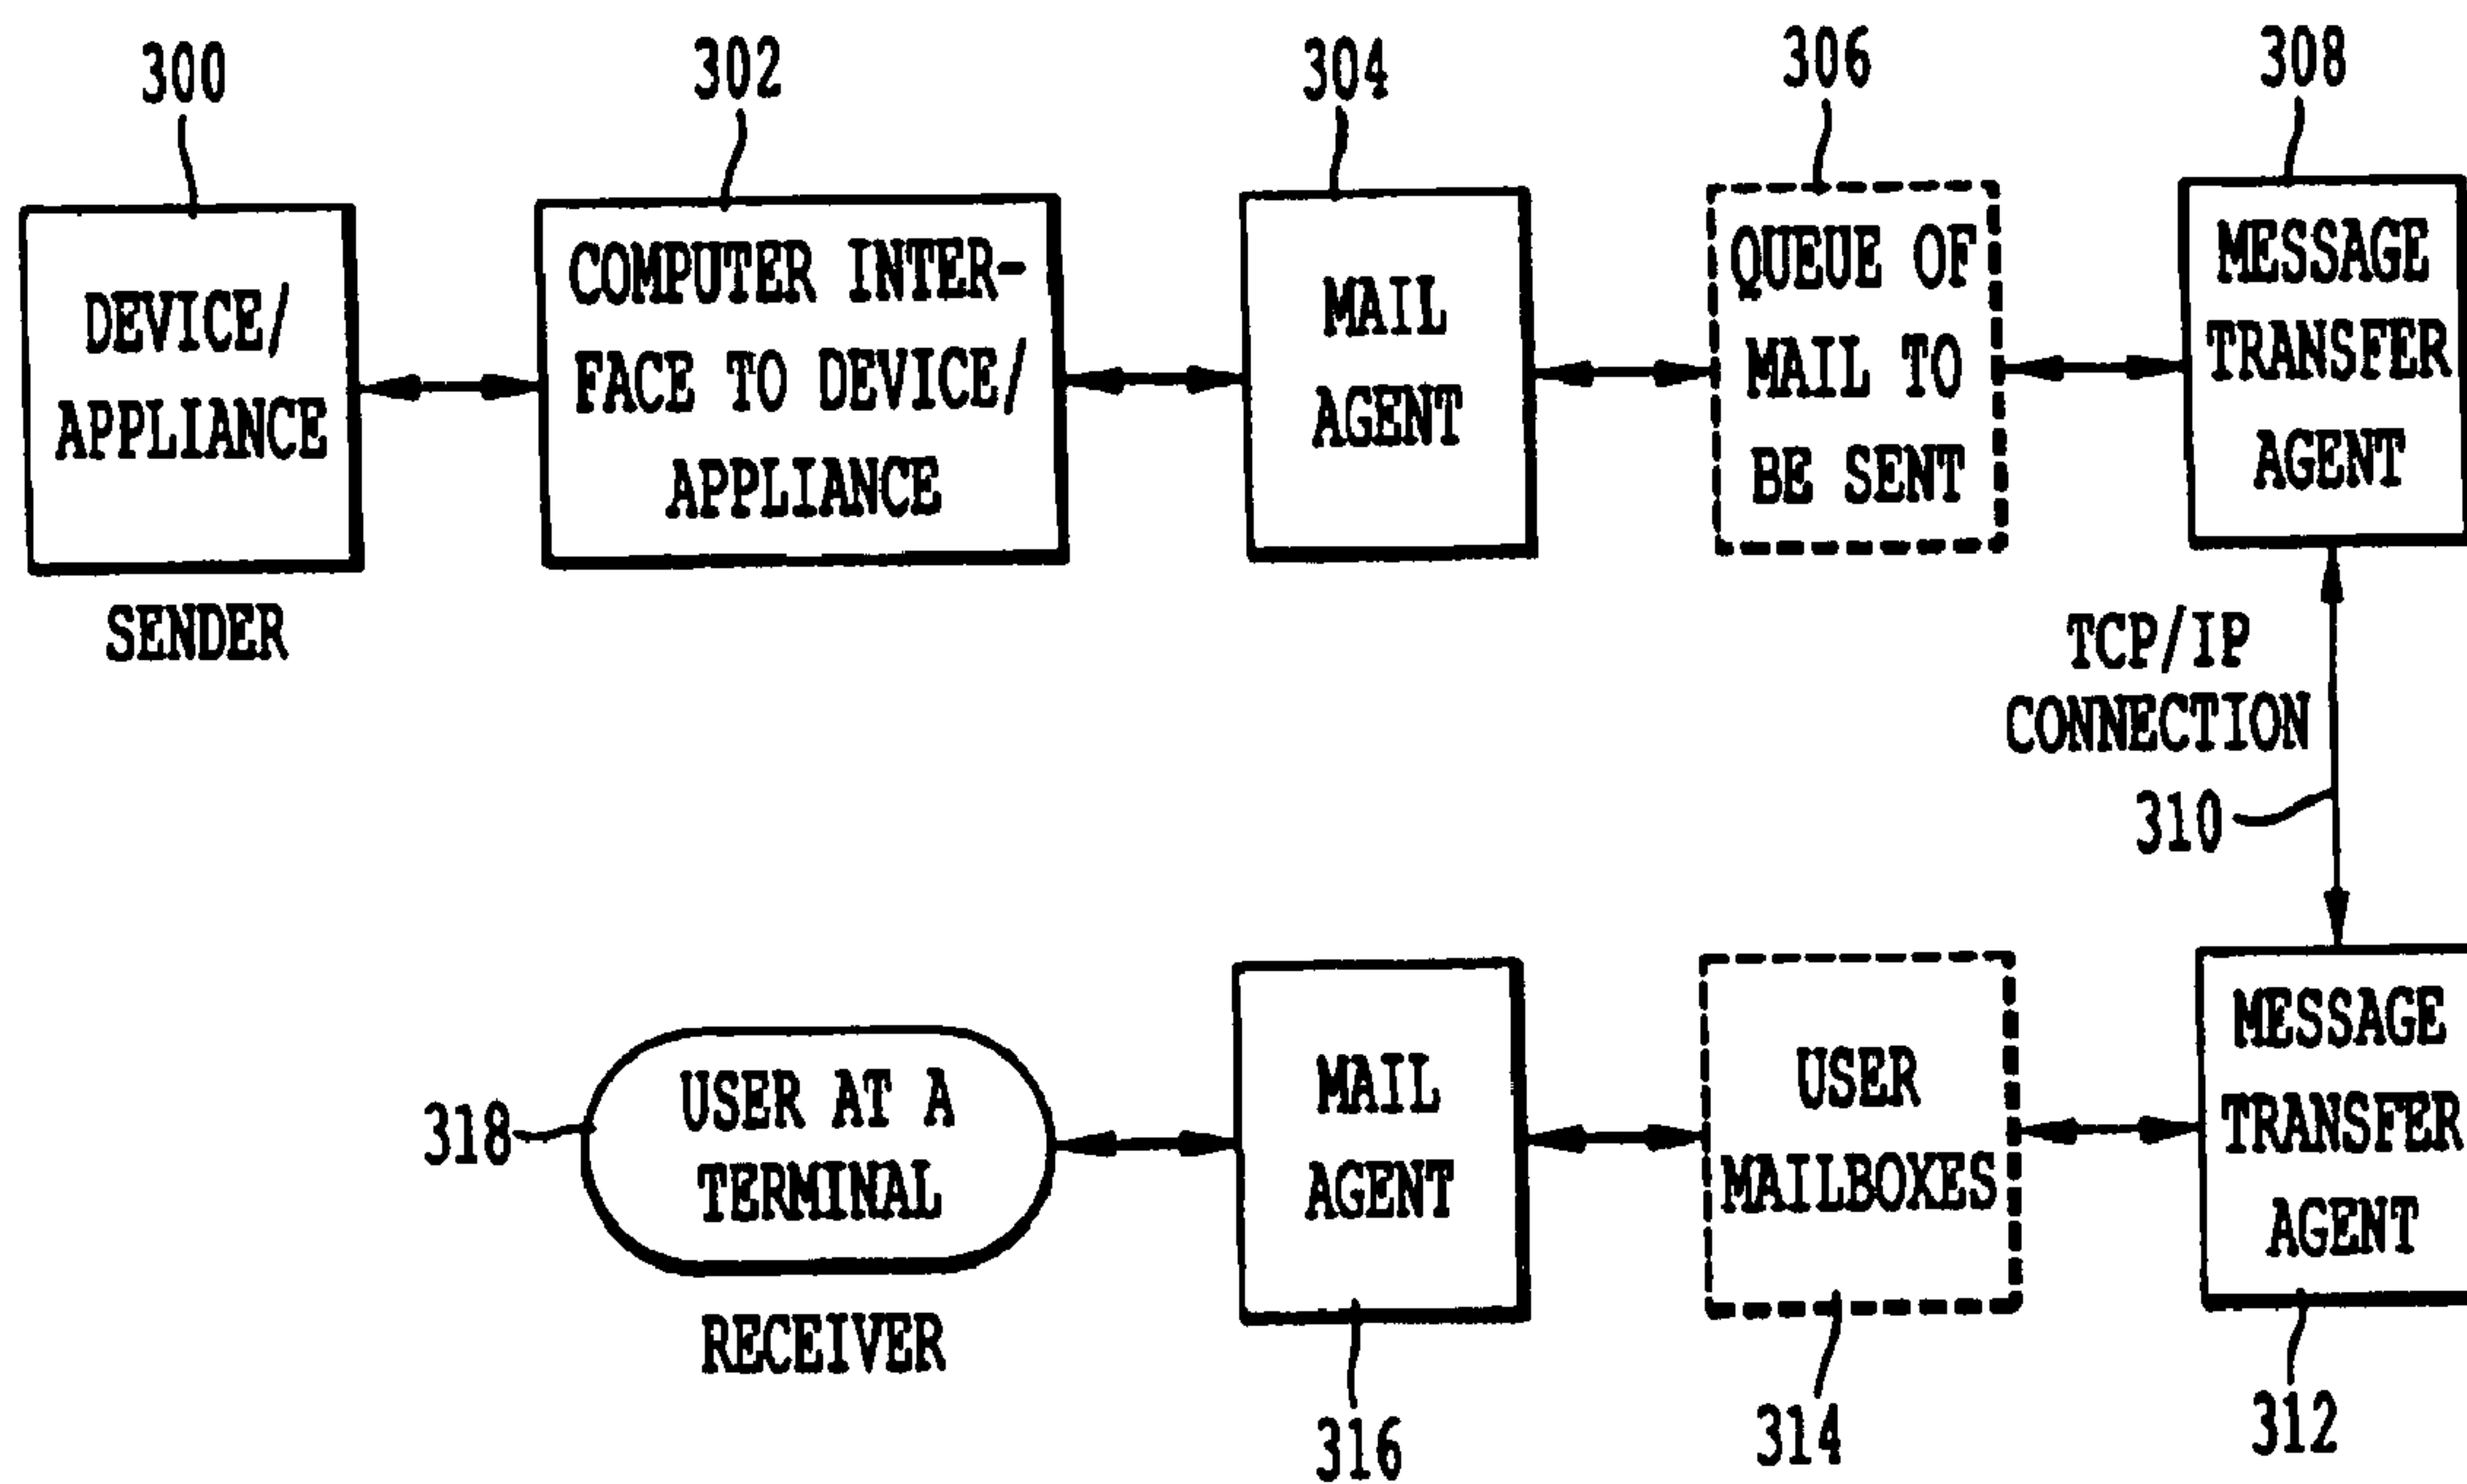 300
302
304
306
308
DEVICE/
APPLIANCE
SENDER
COMPUTER INTER-
FACE TO DEVICE/
APPLIANCE
MAIL
AGENT
QUEUE OF
MAIL TO
BE SENT
MESSAGE
TRANSFER
AGENT
TCP/IP
CONNECTION
310
318
USER AT A
TERMINAL
RECEIVER
MAIL
AGENT
316
USER
MAILBOXES
314
MESSAGE
TRANSFER
AGENT
312